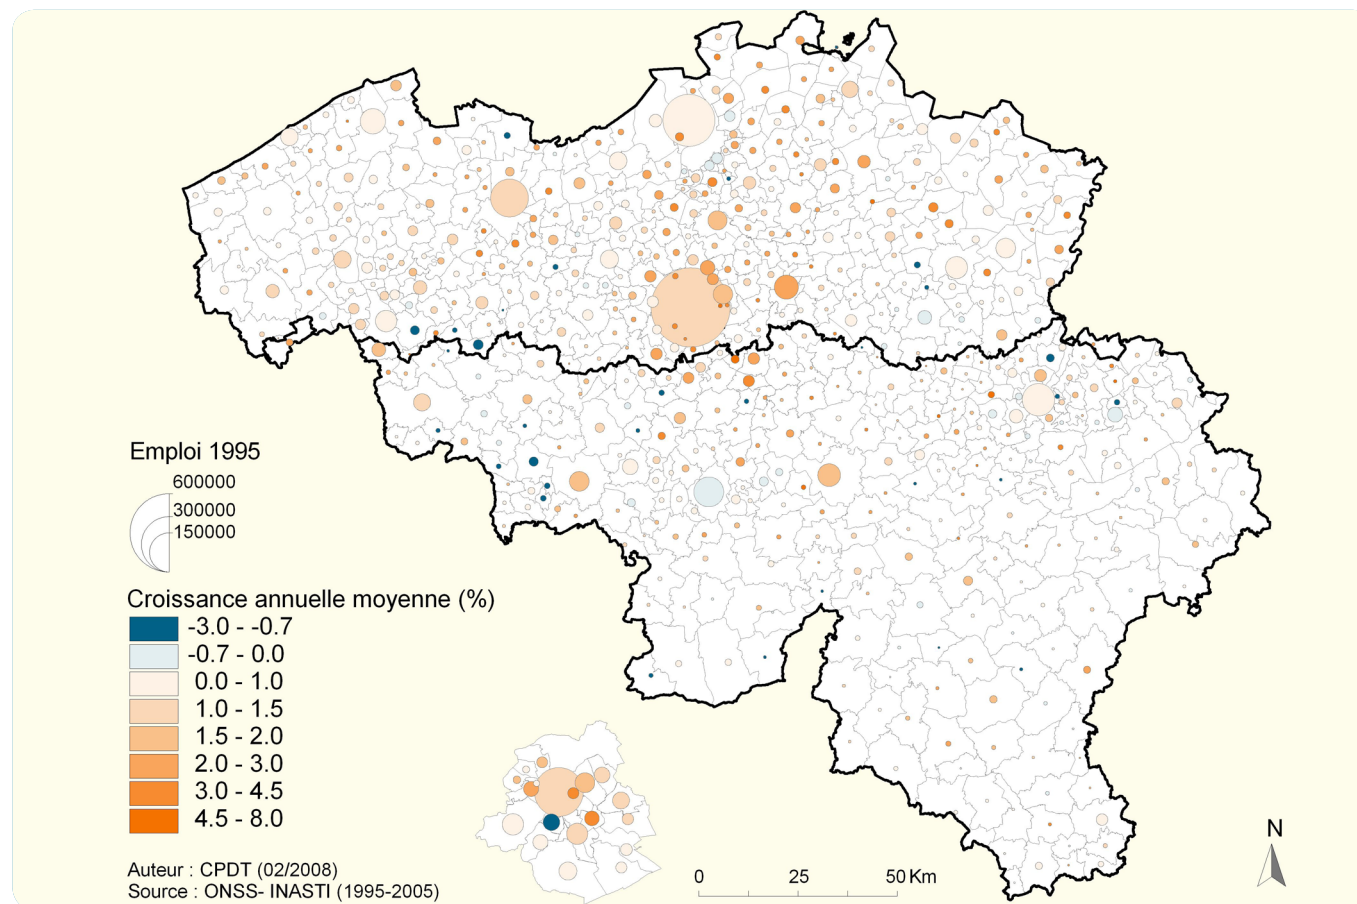 Emploi 1995
600000
300000
150000
Croissance annuelle moyenne (%)
-3.0 - -0.7
-0.7 - 0.0
0.0 - 1.0
1.0 - 1.5
1.5 - 2.0
2.0 - 3.0
3.0 - 4.5
4.5 - 8.0
Auteur : CPDT (02/2008)
Source : ONSS- INASTI (1995-2005)
0 25 50 Km
N